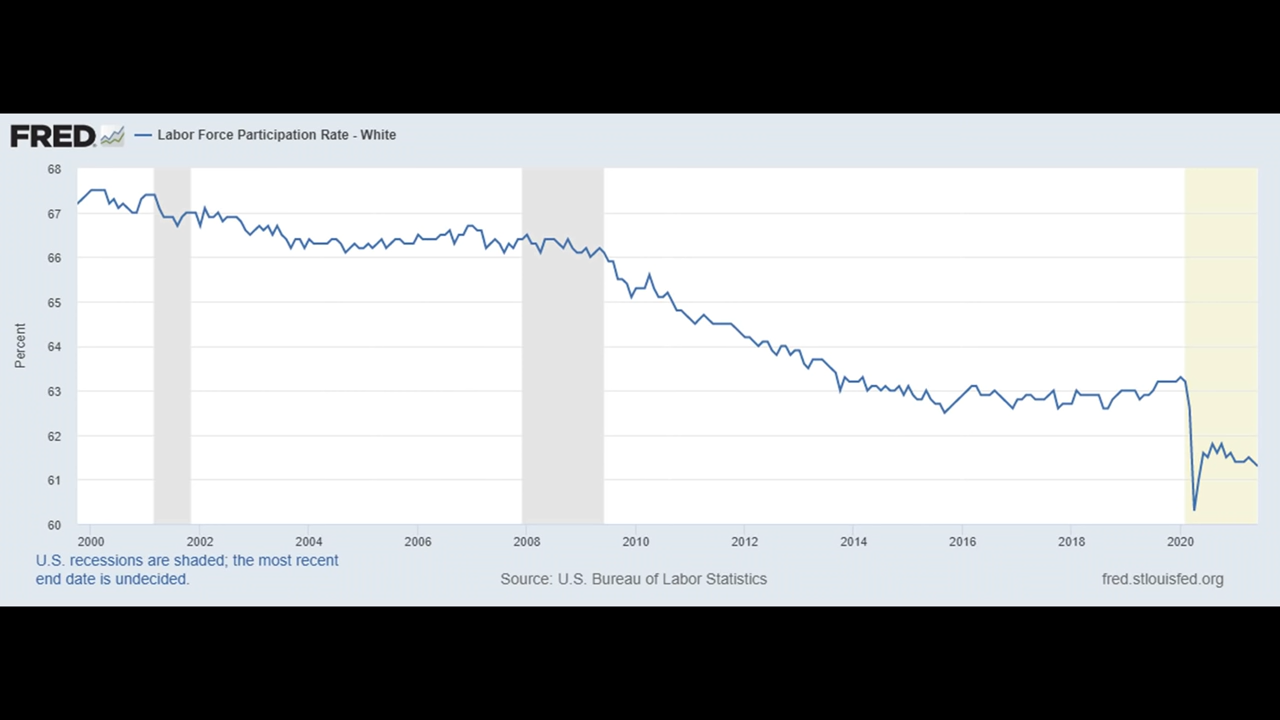 FRED
Labor Force Participation Rate - White
68
67
66
65
64
63
62
61
60
Percent
2000 2002 2004 2006 2008 2010 2012 2014 2016 2018 2020
U.S. recessions are shaded; the most recent
end date is undecided.
Source: U.S. Bureau of Labor Statistics
fred.stlouisfed.org